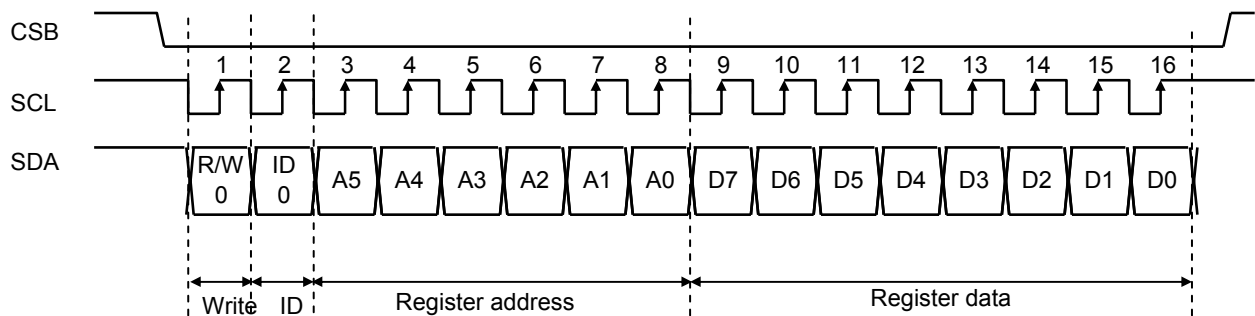 CSB
1 2 3 4 5 6 7 8 9 10 11 12 13 14 15 16
SCL
SDA
R/W ID
0 0 A5 A4 A3 A2 A1 A0 D7 D6 D5 D4 D3 D2 D1 D0
Write ID Register address Register data